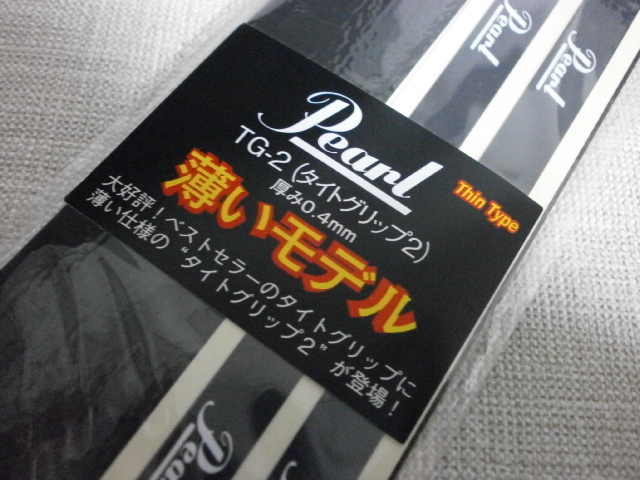 Pearl
Pearl
Pearl
Thin Type
TG-2 (タイトグリップ2)
厚み0.4mm
薄いモデル
大好評！ベストセラーのタイトグリップに
薄い仕様の“タイトグリップ2”が登場！
Pearl